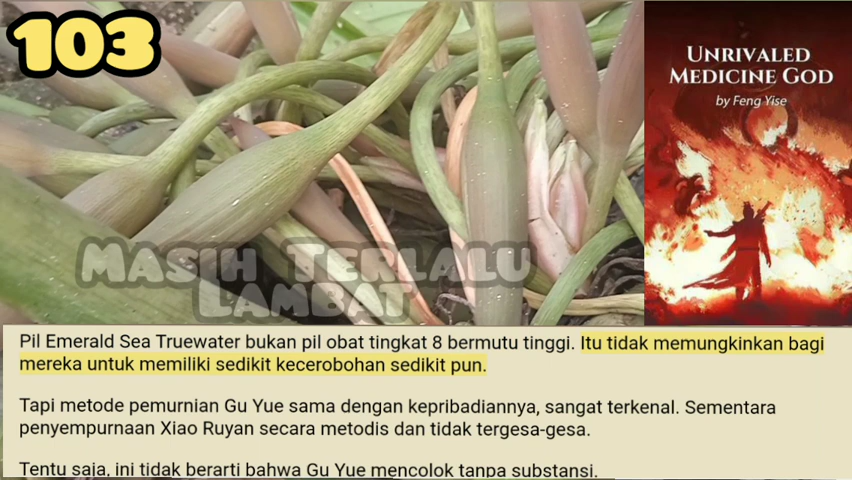 103
UNRIVALED
MEDICINE GOD
by Feng Yise
MASIH TERLALU
LAMBAT
Pil Emerald Sea Truewater bukan pil obat tingkat 8 bermutu tinggi. Itu tidak memungkinkan bagi
mereka untuk memiliki sedikit kecerobohan sedikit pun.
Tapi metode pemurnian Gu Yue sama dengan kepribadiannya, sangat terkenal. Sementara
penyempurnaan Xiao Ruyan secara metodis dan tidak tergesa-gesa.
Tentu saja, ini tidak berarti bahwa Gu Yue mencolok tanpa substansi.